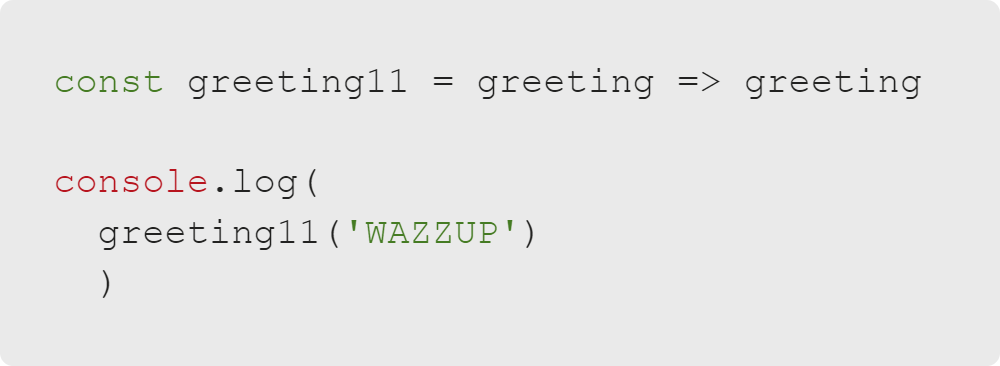 const greeting11 = greeting => greeting
console.log(
greeting11('WAZZUP')
)